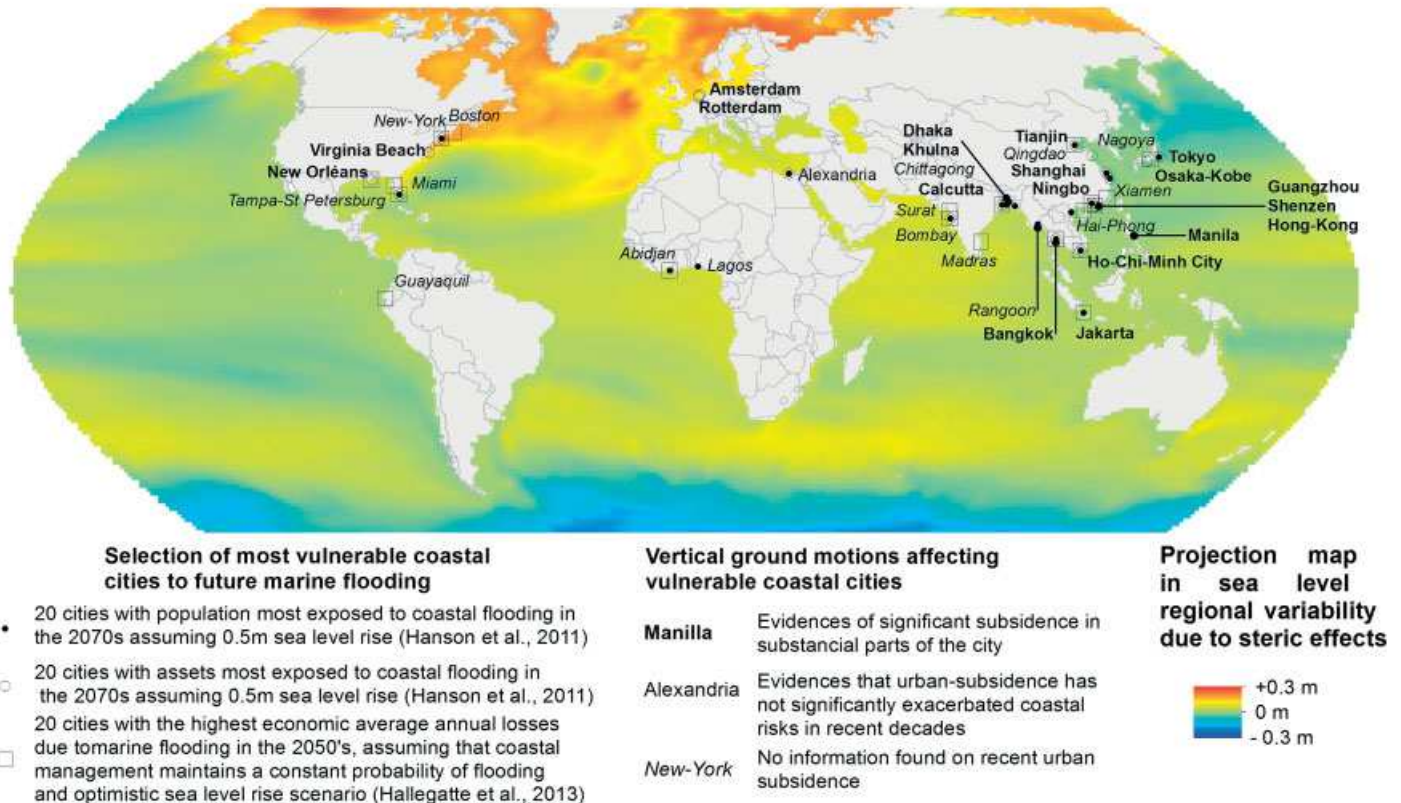 Amsterdam
Rotterdam
New-York
Boston
Virginia Beach
New Orléans
Miami
Tampa-St Petersburg
Alexandria
Dhaka
Khulna
Chittagong
Calcutta
Surat
Bombay
Madras
Tianjin
Qingdao
Shanghai
Ningbo
Nagoya
Tokyo
Osaka-Kobe
Xiamen
Guangzhou
Shenzen
Hong-Kong
Hai-Phong
Manila
Ho-Chi-Minh City
Abidjan
Lagos
Guayaquil
Rangoon
Bangkok
Jakarta
Selection of most vulnerable coastal
cities to future marine flooding
20 cities with population most exposed to coastal flooding in
the 2070s assuming 0.5m sea level rise (Hanson et al., 2011)
20 cities with assets most exposed to coastal flooding in
the 2070s assuming 0.5m sea level rise (Hanson et al., 2011)
20 cities with the highest economic average annual losses
due tomarine flooding in the 2050's, assuming that coastal
management maintains a constant probability of flooding
and optimistic sea level rise scenario (Hallegatte et al., 2013)
Vertical ground motions affecting
vulnerable coastal cities
Manilla
Evidences of significant subsidence in
substancial parts of the city
Alexandria
Evidences that urban-subsidence has
not significantly exacerbated coastal
risks in recent decades
New-York
No information found on recent urban
subsidence
Projection map
in sea level
regional variability
due to steric effects
+0.3 m
0 m
- 0.3 m